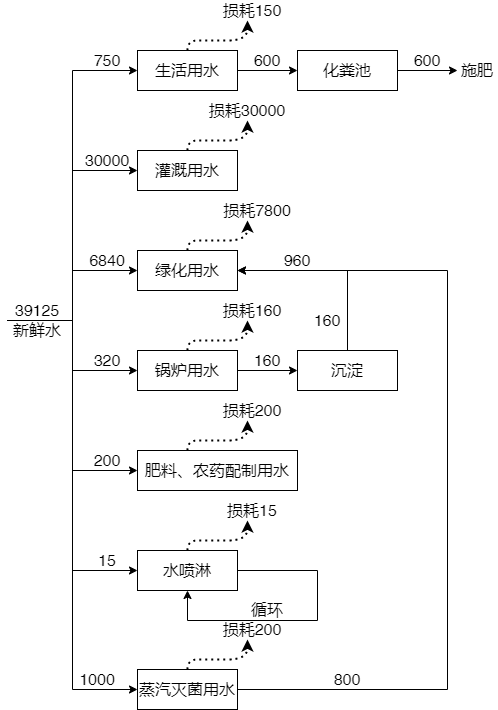 损耗150
750
生活用水
600
化粪池
600
施肥
损耗30000
30000
灌溉用水
损耗7800
6840
绿化用水
960
39125
新鲜水
损耗160
160
320
锅炉用水
160
沉淀
损耗200
200
肥料、农药配制用水
损耗15
15
水喷淋
循环
损耗200
1000
蒸汽灭菌用水
800